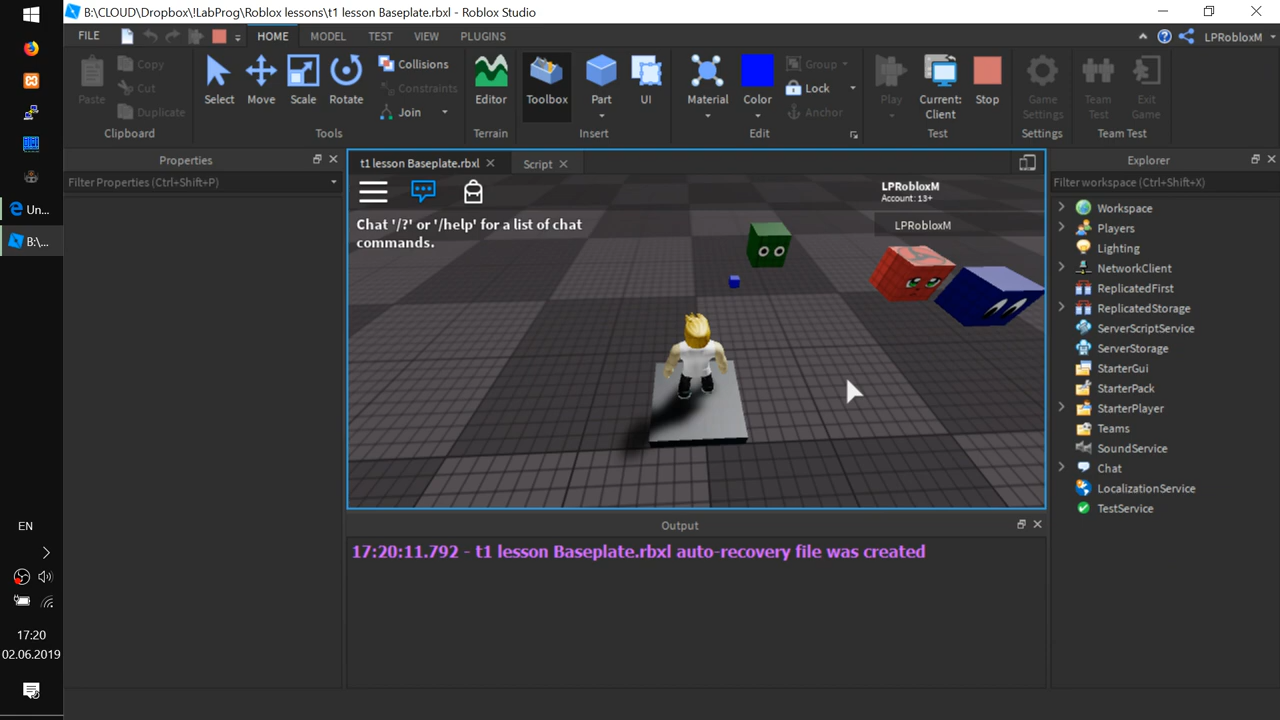 B:\CLOUD\Dropbox\!LabProg\Roblox lessons\t1 lesson Baseplate.rbxl - Roblox Studio
FILE HOME MODEL TEST VIEW PLUGINS LPRobloxM
Paste
Copy
Cut
Duplicate
Clipboard
Select Move Scale Rotate
Collisions
Constraints
Join
Tools
Editor
Terrain
Toolbox Part UI
Insert
Material Color
Group
Lock
Anchor
Edit
Play
Current:
Client
Stop
Test
Game
Settings
Settings
Team
Test
Exit
Game
Team Test
Properties
Filter Properties (Ctrl+Shift+P)
t1 lesson Baseplate.rbxl
Script
Chat '/?' or '/help' for a list of chat
commands.
LPRobloxM
Account: 13+
LPRobloxM
Output
17:20:11.792 - t1 lesson Baseplate.rbxl auto-recovery file was created
Explorer
Filter workspace (Ctrl+Shift+X)
Workspace
Players
Lighting
NetworkClient
ReplicatedFirst
ReplicatedStorage
ServerScriptService
ServerStorage
StarterGui
StarterPack
StarterPlayer
Teams
SoundService
Chat
LocalizationService
TestService
Un...
B:\...
EN
17:20
02.06.2019